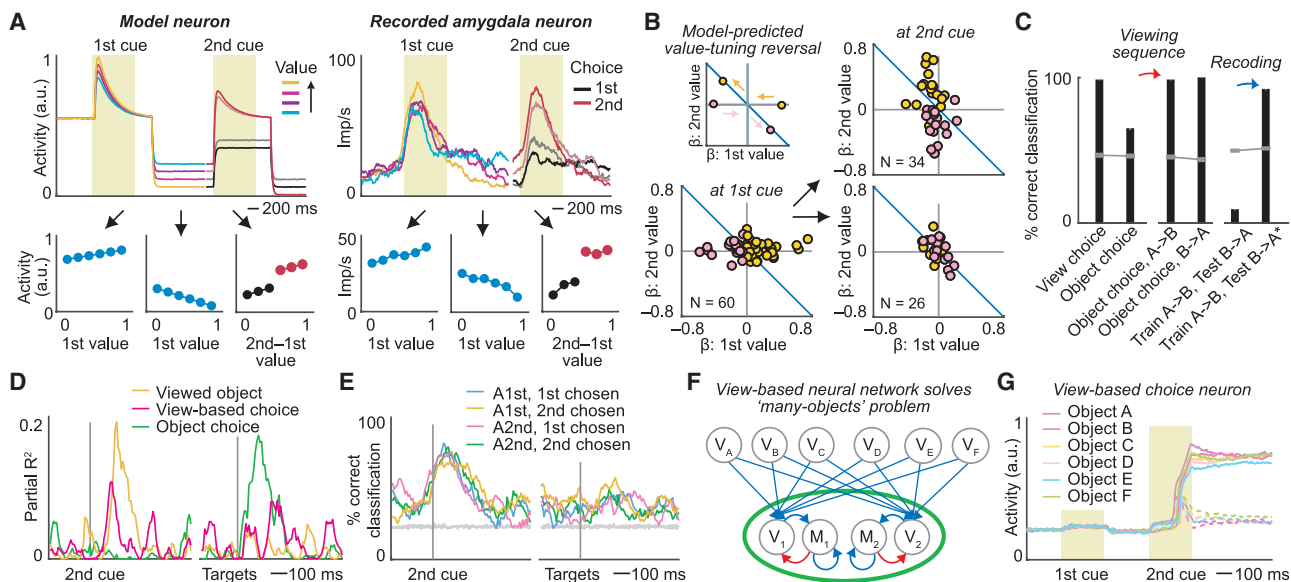 A
Model neuron
Recorded amygdala neuron
1st cue
2nd cue
1st cue
2nd cue
Value
Choice
1st
2nd
1
0
Activity (a.u.)
100
0
Imp/s
200 ms
200 ms
Activity
(a.u.)
50
0
Imp/s
0 1
1st value
0 1
1st value
0 1
2nd–1st
value
0 1
1st value
0 1
1st value
0 1
2nd–1st
value
B
Model-predicted
value-tuning reversal
β: 2nd value
β: 1st value
at 2nd cue
0.8
0
–0.8
β: 2nd value
N = 34
at 1st cue
0.8
0
–0.8
β: 2nd value
N = 60
–0.8 0 0.8
β: 1st value
0.8
0
–0.8
β: 2nd value
N = 26
–0.8 0 0.8
β: 1st value
C
Viewing
sequence
Recoding
100
0
% correct classification
View choice
Object choice
Object choice, A->B
Object choice, B->A
Train A->B, Test B->A
Train A->B, Test B->A*
D
Viewed object
View-based choice
Object choice
0.2
0
Partial R²
2nd cue
Targets
100 ms
E
A1st, 1st chosen
A1st, 2nd chosen
A2nd, 1st chosen
A2nd, 2nd chosen
100
0
% correct
classification
2nd cue
Targets
100 ms
F
View-based neural network solves
'many-objects' problem
VA VB VC VD VE VF
V1 M1 M2 V2
G
View-based choice neuron
Object A
Object B
Object C
Object D
Object E
Object F
1
0
Activity (a.u.)
1st cue
2nd cue
100 ms